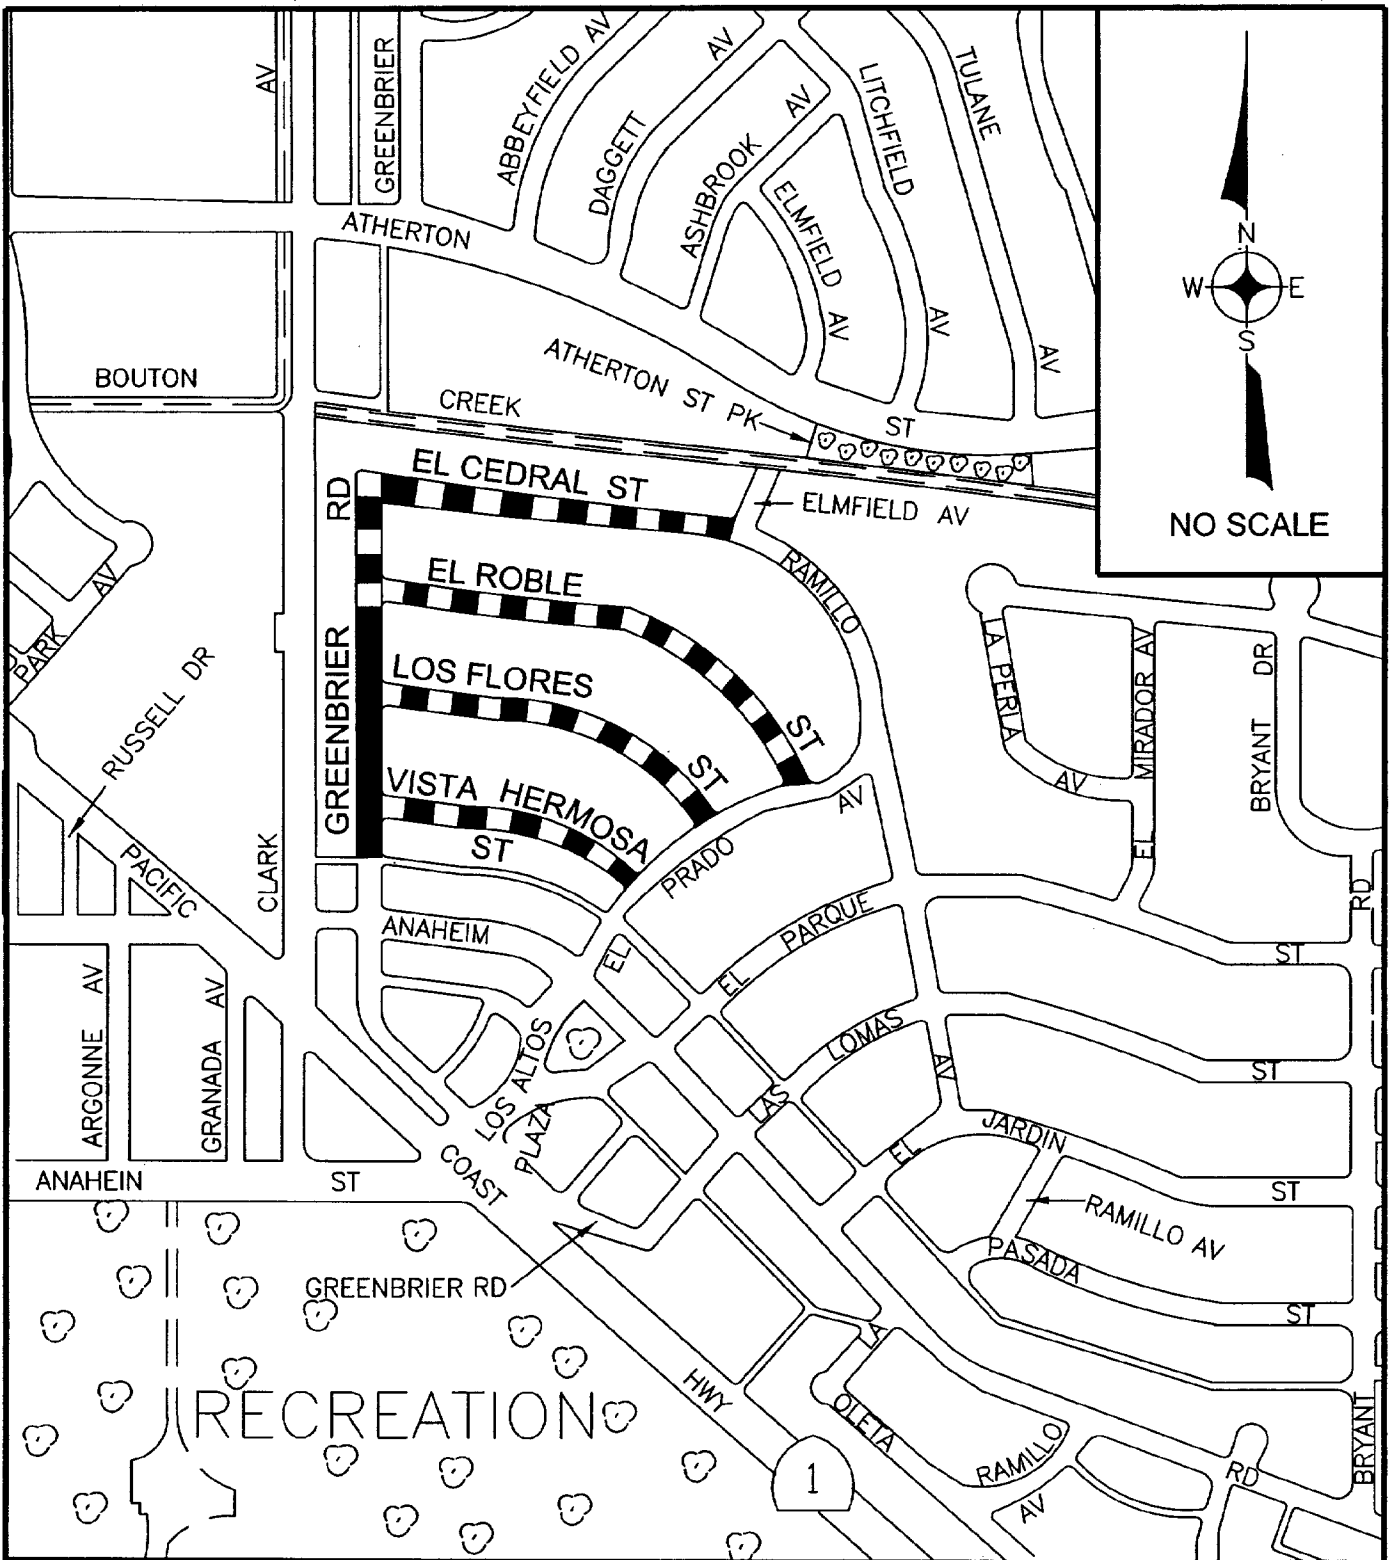 AV
GREENBRIER
ABBEYFIELD AV
DAGGETT AV
ASHBROOK AV
LITCHFIELD AV
TULANE AV
ELMFIELD AV
ATHERTON ST
N
W E
S
NO SCALE
BOUTON CREEK
ATHERTON ST PK
EL CEDRAL ST
ELMFIELD AV
GREENBRIER RD
EL ROBLE ST
RAMILLO
LOS FLORES ST
VISTA HERMOSA
ST
PARK AV
RUSSELL DR
PACIFIC
CLARK
LA PERLA AV
EL MIRADOR AV
BRYANT DR
EL PRADO AV
ANAHEIM
EL PARQUE ST
LAS LOMAS ST
AV
ARGONNE AV
GRANADA AV
LOS ALTOS
PLAZA
COAST
HWY
EL JARDIN ST
ANAHEIN ST
RAMILLO AV
GREENBRIER RD
LA PASADA ST
OLETA
RAMILLO AV
RD
BRYANT RD
RECREATION
1